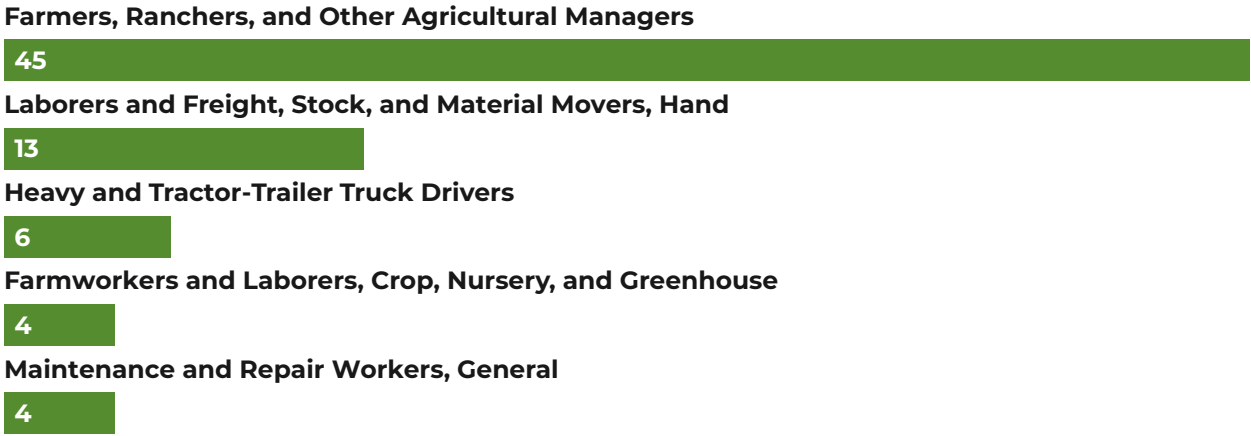 Farmers, Ranchers, and Other Agricultural Managers
45
Laborers and Freight, Stock, and Material Movers, Hand
13
Heavy and Tractor-Trailer Truck Drivers
6
Farmworkers and Laborers, Crop, Nursery, and Greenhouse
4
Maintenance and Repair Workers, General
4